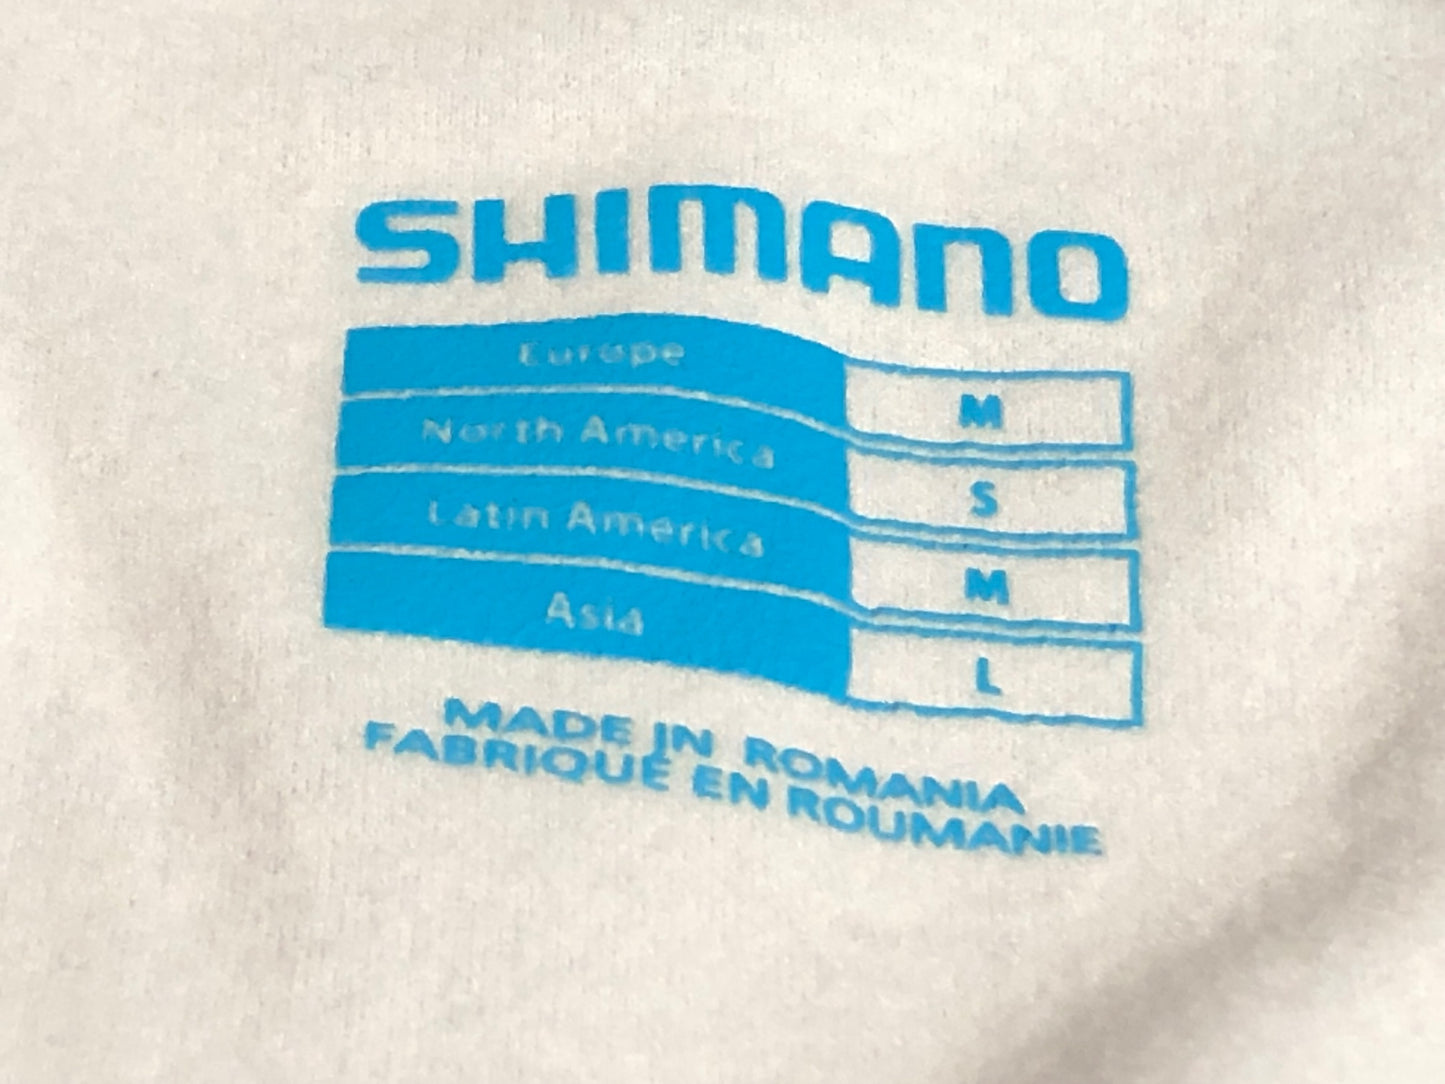 SHIMANO
Europe M
North America S
Latin America M
Asia L
MADE IN ROMANIA
FABRIQUÉ EN ROUMANIE